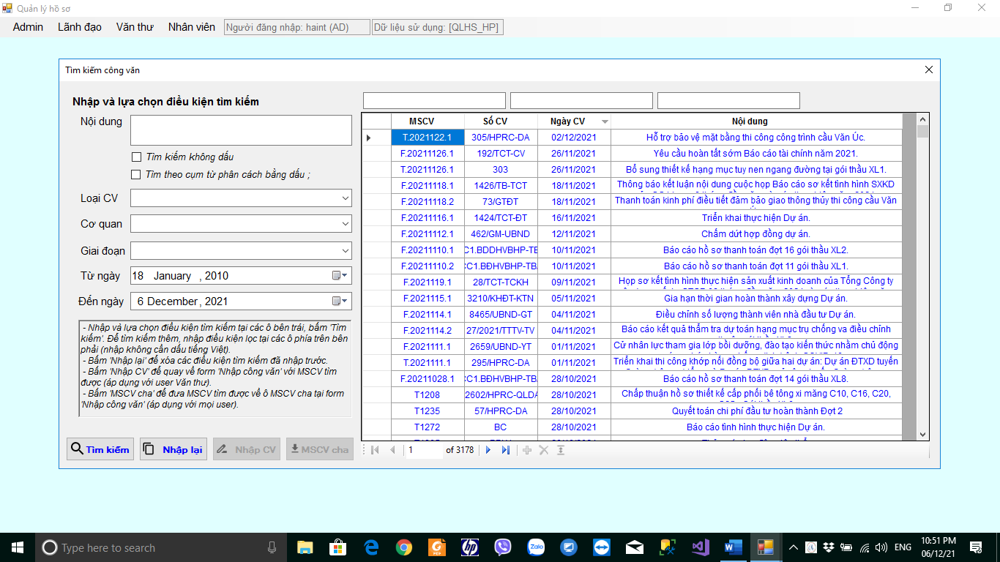 Quản lý hồ sơ
Admin Lãnh đạo Văn thư Nhân viên Người đăng nhập: haint (AD) Dữ liệu sử dụng: [QLHS_HP]
Tìm kiếm công văn
Nhập và lựa chọn điều kiện tìm kiếm
Nội dung
Tìm kiếm không dấu
Tìm theo cụm từ phân cách bằng dấu ;
Loại CV
Cơ quan
Giai đoạn
Từ ngày 18 January , 2010
Đến ngày 6 December , 2021
- Nhập và lựa chọn điều kiện tìm kiếm tại các ô bên trái, bấm 'Tìm
kiếm'. Để tìm kiếm thêm, nhập điều kiện lọc tại các ô phía trên bên
phải (nhập không cần dấu tiếng Việt).
- Bấm 'Nhập lại' để xóa các điều kiện tìm kiếm đã nhập trước.
- Bấm 'Nhập CV' để quay về form 'Nhập công văn' với MSCV tìm
được (áp dụng với user Văn thư).
- Bấm 'MSCV cha' để đưa MSCV tìm được về ô MSCV cha tại form
'Nhập công văn' (áp dụng với mọi user).
Tìm kiếm Nhập lại Nhập CV MSCV cha
MSCV Số CV Ngày CV Nội dung
T.2021122.1 305/HPRC-DA 02/12/2021 Hỗ trợ bảo vệ mặt bằng thi công công trình cầu Văn Úc.
F.20211126.1 192/TCT-CV 26/11/2021 Yêu cầu hoàn tất sớm Báo cáo tài chính năm 2021.
T.20211126.1 303 26/11/2021 Bổ sung thiết kế hạng mục tuy nen ngang đường tại gói thầu XL1.
F.20211118.1 1426/TB-TCT 18/11/2021 Thông báo kết luận nội dung cuộc họp Báo cáo sơ kết tình hình SXKD
F.20211118.2 73/GTĐT 18/11/2021 Thanh toán kinh phí điều tiết đảm bảo giao thông thủy thi công cầu Văn
F.20211116.1 1424/TCT-ĐT 16/11/2021 Triển khai thực hiện Dự án.
F.20211112.1 462/GM-UBND 12/11/2021 Chấm dứt hợp đồng dự án.
F.20211110.1 C1.BDDHVBHP-TB 10/11/2021 Báo cáo hồ sơ thanh toán đợt 16 gói thầu XL2.
F.20211110.2 CC1.BĐHVBHP-TBA 10/11/2021 Báo cáo hồ sơ thanh toán đợt 11 gói thầu XL1.
F.2021119.1 28/TCT-TCKH 09/11/2021 Họp sơ kết tình hình thực hiện sản xuất kinh doanh của Tổng Công ty
F.2021115.1 3210/KHĐT-KTN 05/11/2021 Gia hạn thời gian hoàn thành xây dựng Dự án.
F.2021114.1 8465/UBND-GT 04/11/2021 Điều chỉnh số lượng thành viên nhà đầu tư Dự án.
F.2021114.2 27/2021/TTTV-TV 04/11/2021 Báo cáo kết quả thẩm tra dự toán hạng mục trụ chống va điều chỉnh
F.2021111.1 2659/UBND-YT 01/11/2021 Cử nhân lực tham gia lớp bồi dưỡng, đào tạo kiến thức nhằm chủ động
T.2021111.1 295/HPRC-DA 01/11/2021 Triển khai thi công khớp nối đồng bộ giữa hai dự án: Dự án ĐTXD tuyến
F.20211028.1 CC1.BĐHVBHP-TBA 28/10/2021 Báo cáo hồ sơ thanh toán đợt 14 gói thầu XL8.
T1208 2602/HPRC-QLDA 28/10/2021 Chấp thuận hồ sơ thiết kế cấp phối bê tông xi măng C10, C16, C20,
T1235 57/HPRC-DA 28/10/2021 Quyết toán chi phí đầu tư hoàn thành Đợt 2
T1272 BC 28/10/2021 Báo cáo tình hình thực hiện Dự án.
1 of 3178
Type here to search
PDF
hp
Zalo
ENG
10:51 PM
06/12/21